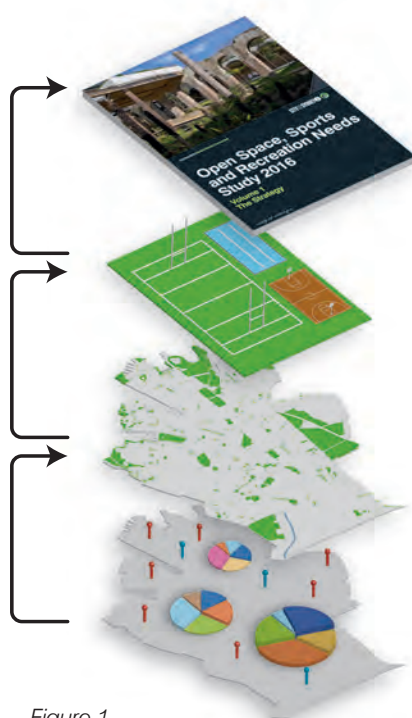 Open Space, Sports
and Recreation Needs
Study 2016
Volume 1
The Strategy
Figure 1